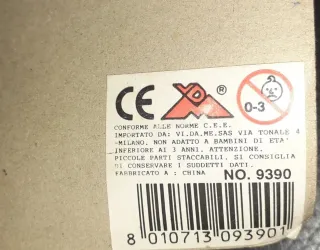 CE VDM ® 0-3
CONFORME ALLE NORME C.E.E.
IMPORTATO DA: VI.DA.ME.SAS VIA TONALE 4
-MILANO. NON ADATTO A BAMBINI DI ETA'
INFERIORE AI 3 ANNI. ATTENZIONE.
PICCOLE PARTI STACCABILI. SI CONSIGLIA
DI CONSERVARE I SUDDETTI DATI.
FABBRICATO A : CHINA NO. 9390
8 010713 093901